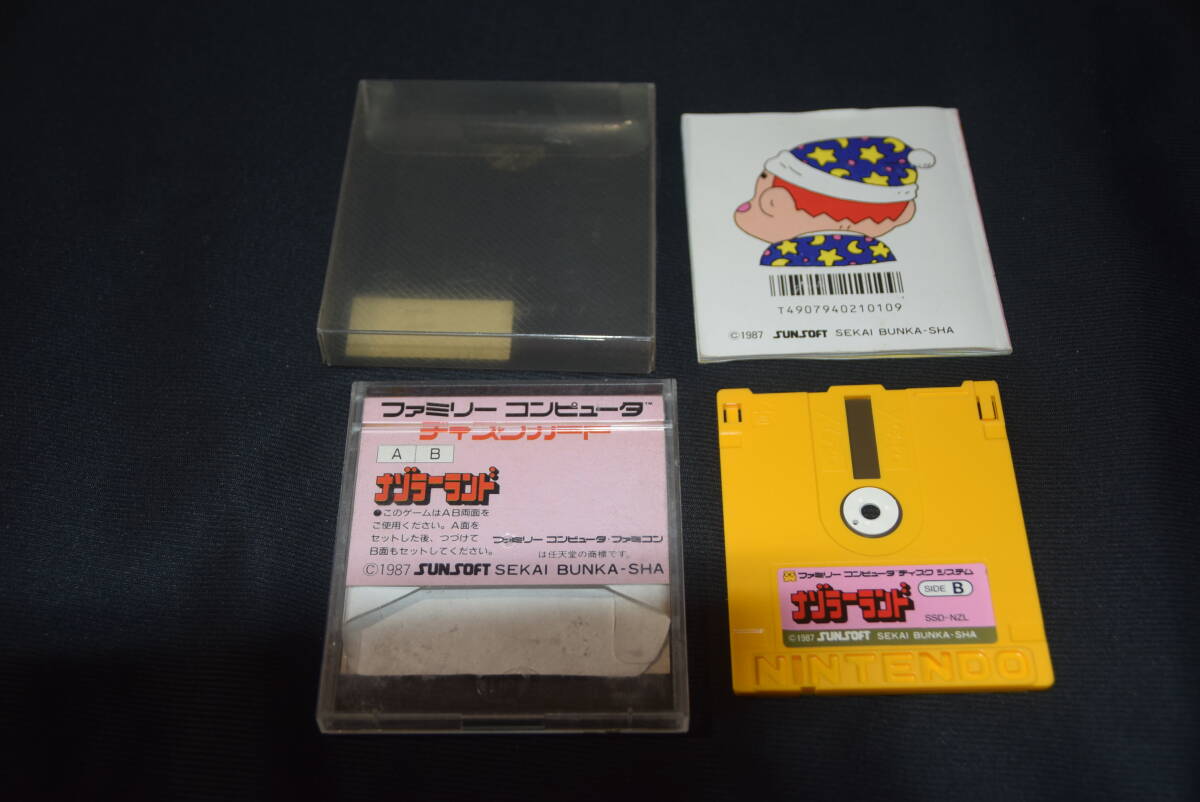 T4907940210109
©1987 SUNSOFT SEKAI BUNKA-SHA
ファミリー コンピュータ™
ディスクカード
A B
ナゾラーランド
●このゲームはAB両面を
ご使用ください。A面を
セットした後、つづけて
B面もセットしてください。
ファミリー コンピュータ・ファミコン
は任天堂の商標です。
©1987 SUNSOFT SEKAI BUNKA-SHA
ファミリー コンピュータ ディスク システム
ナゾラーランド
SIDE B
SSD-NZL
©1987 SUNSOFT SEKAI BUNKA-SHA
NINTENDO